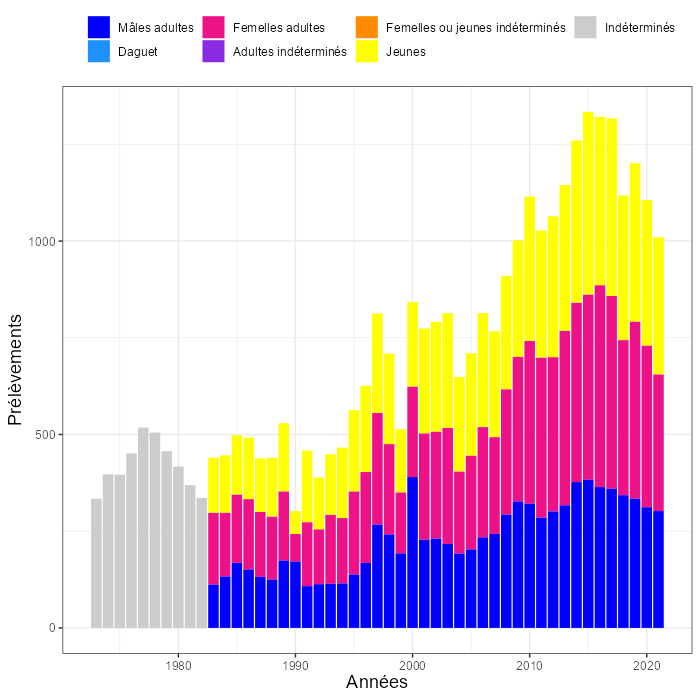 Mâles adultes Femelles adultes Femelles ou jeunes indéterminés Indéterminés
Daguet Adultes indéterminés Jeunes
1000
500
0
Prélèvements
1980 1990 2000 2010 2020
Années